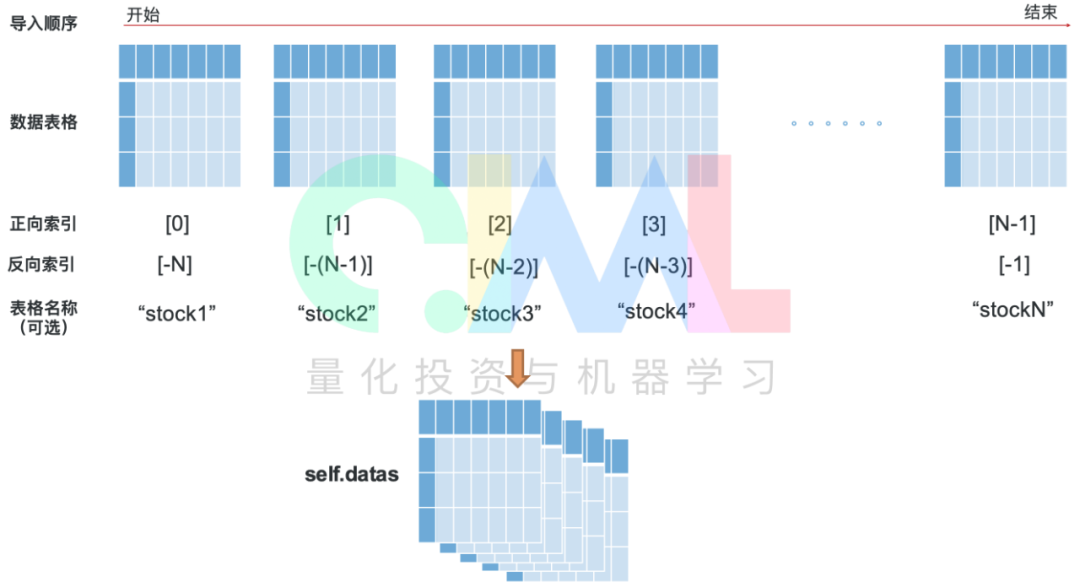 导入顺序 开始 结束
数据表格
正向索引 [0] [1] [2] [3] [N-1]
反向索引 [-N] [-(N-1)] [-(N-2)] [-(N-3)] [-1]
表格名称 “stock1” “stock2” “stock3” “stock4” “stockN”
（可选）
QIML
量化投资与机器学习
self.datas